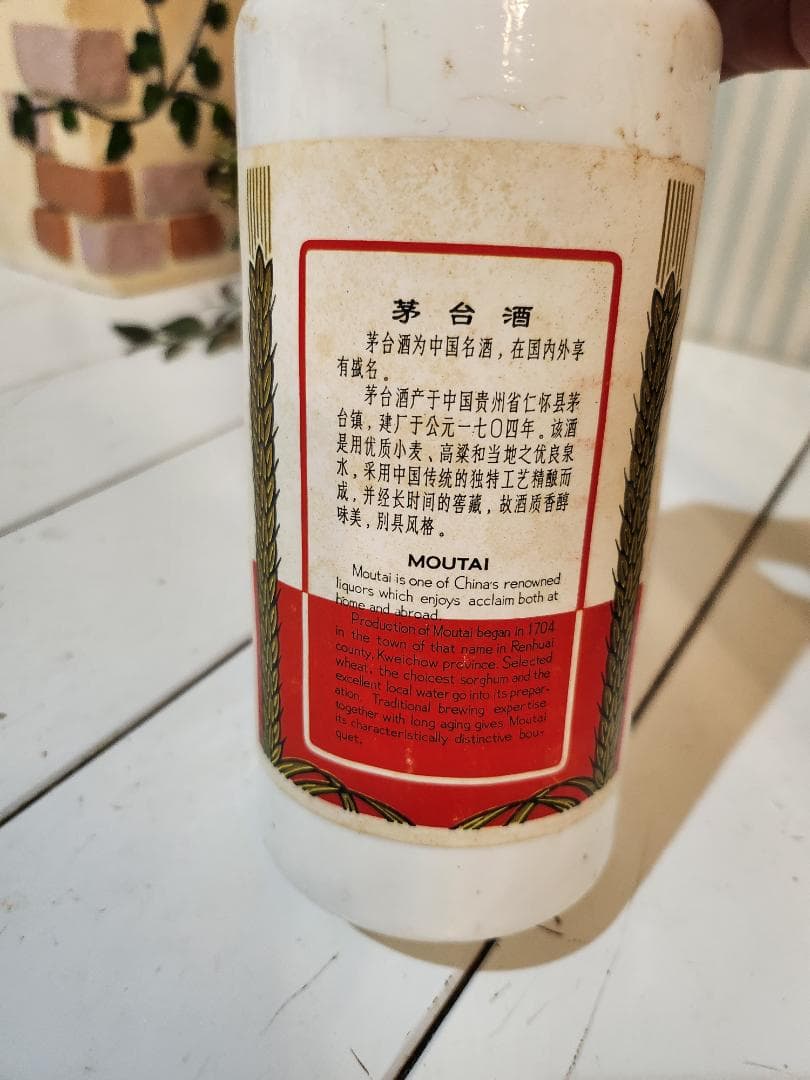 茅台酒
茅台酒为中国名酒，在国内外享
有盛名。
茅台酒产于中国贵州省仁怀县茅
台镇，建厂于公元一七〇四年。该酒
是用优质小麦、高粱和当地之优良泉
水，采用中国传统的独特工艺精酿而
成，并经长时间的窖藏，故酒质香醇
味美，别具风格。
MOUTAI
Moutai is one of China's renowned
liquors which enjoys acclaim both at
home and abroad.
Production of Moutai began in 1704
in the town of that name in Renhuai
county, Kweichow province. Selected
wheat, the choicest sorghum and the
excellent local water go into its prepar-
ation. Traditional brewing expertise
together with long aging gives Moutai
its characteristically distinctive bou-
quet.